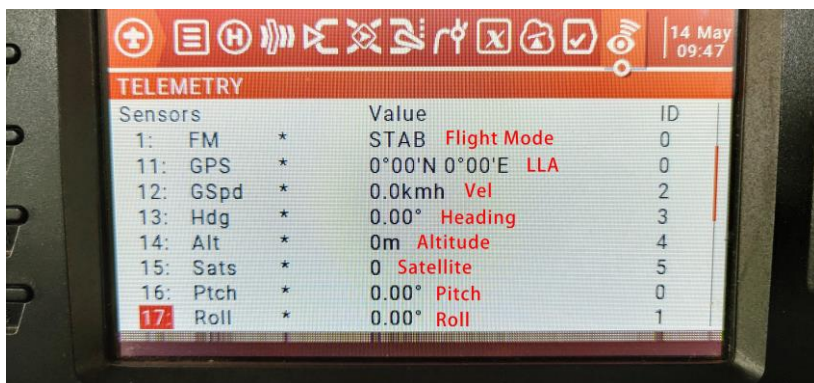 14 May
09:47
TELEMETRY
Sensors Value ID
1: FM * STAB Flight Mode 0
11: GPS * 0°00'N 0°00'E LLA 0
12: GSpd * 0.0kmh Vel 2
13: Hdg * 0.00° Heading 3
14: Alt * 0m Altitude 4
15: Sats * 0 Satellite 5
16: Ptch * 0.00° Pitch 0
17: Roll * 0.00° Roll 1